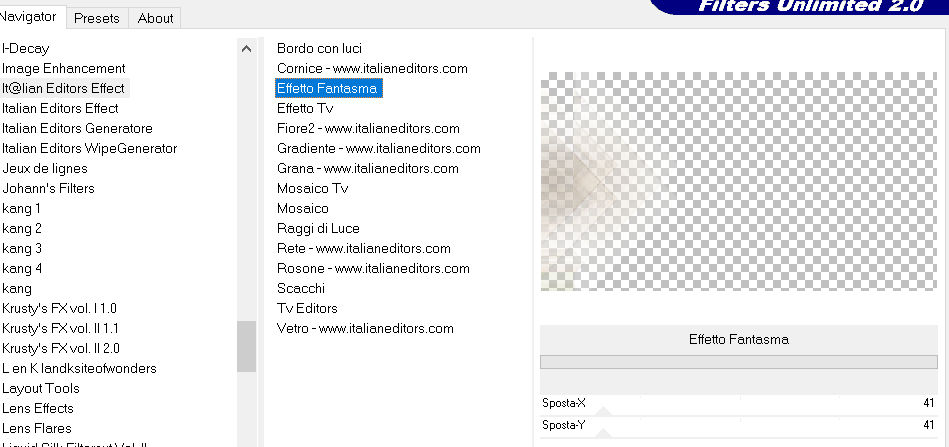 Filters Unlimited 2.0
Navigator Presets About
I-Decay
Image Enhancement
It@lian Editors Effect
Italian Editors Effect
Italian Editors Generatore
Italian Editors WipeGenerator
Jeux de lignes
Johann's Filters
kang 1
kang 2
kang 3
kang 4
kang
Krusty's FX vol. I 1.0
Krusty's FX vol. II 1.1
Krusty's FX vol. II 2.0
L en K landksiteofwonders
Layout Tools
Lens Effects
Lens Flares
Bordo con luci
Cornice - www.italianeditors.com
Effetto Fantasma
Effetto Tv
Fiore2 - www.italianeditors.com
Gradiente - www.italianeditors.com
Grana - www.italianeditors.com
Mosaico Tv
Mosaico
Raggi di Luce
Rete - www.italianeditors.com
Rosone - www.italianeditors.com
Scacchi
Tv Editors
Vetro - www.italianeditors.com
Effetto Fantasma
Sposta-X 41
Sposta-Y 41